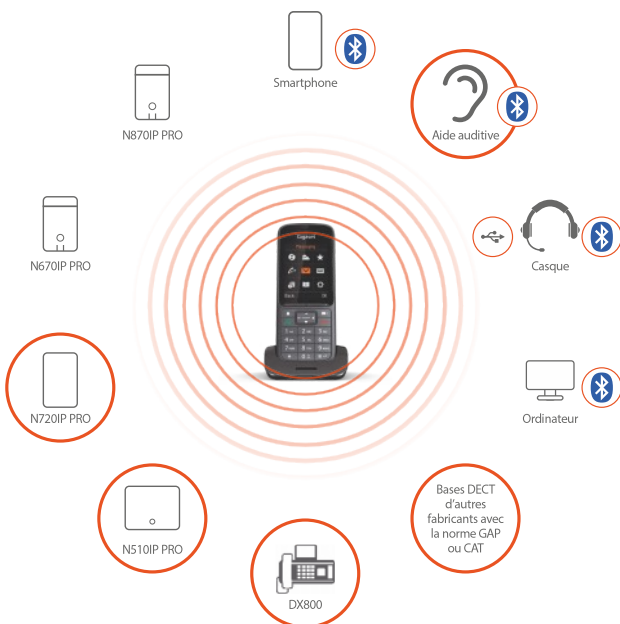 Smartphone
N870IP PRO
Aide auditive
N670IP PRO
Casque
Gigaset
N720IP PRO
Ordinateur
N510IP PRO
Bases DECT
d'autres
fabricants avec
la norme GAP
ou CAT
DX800